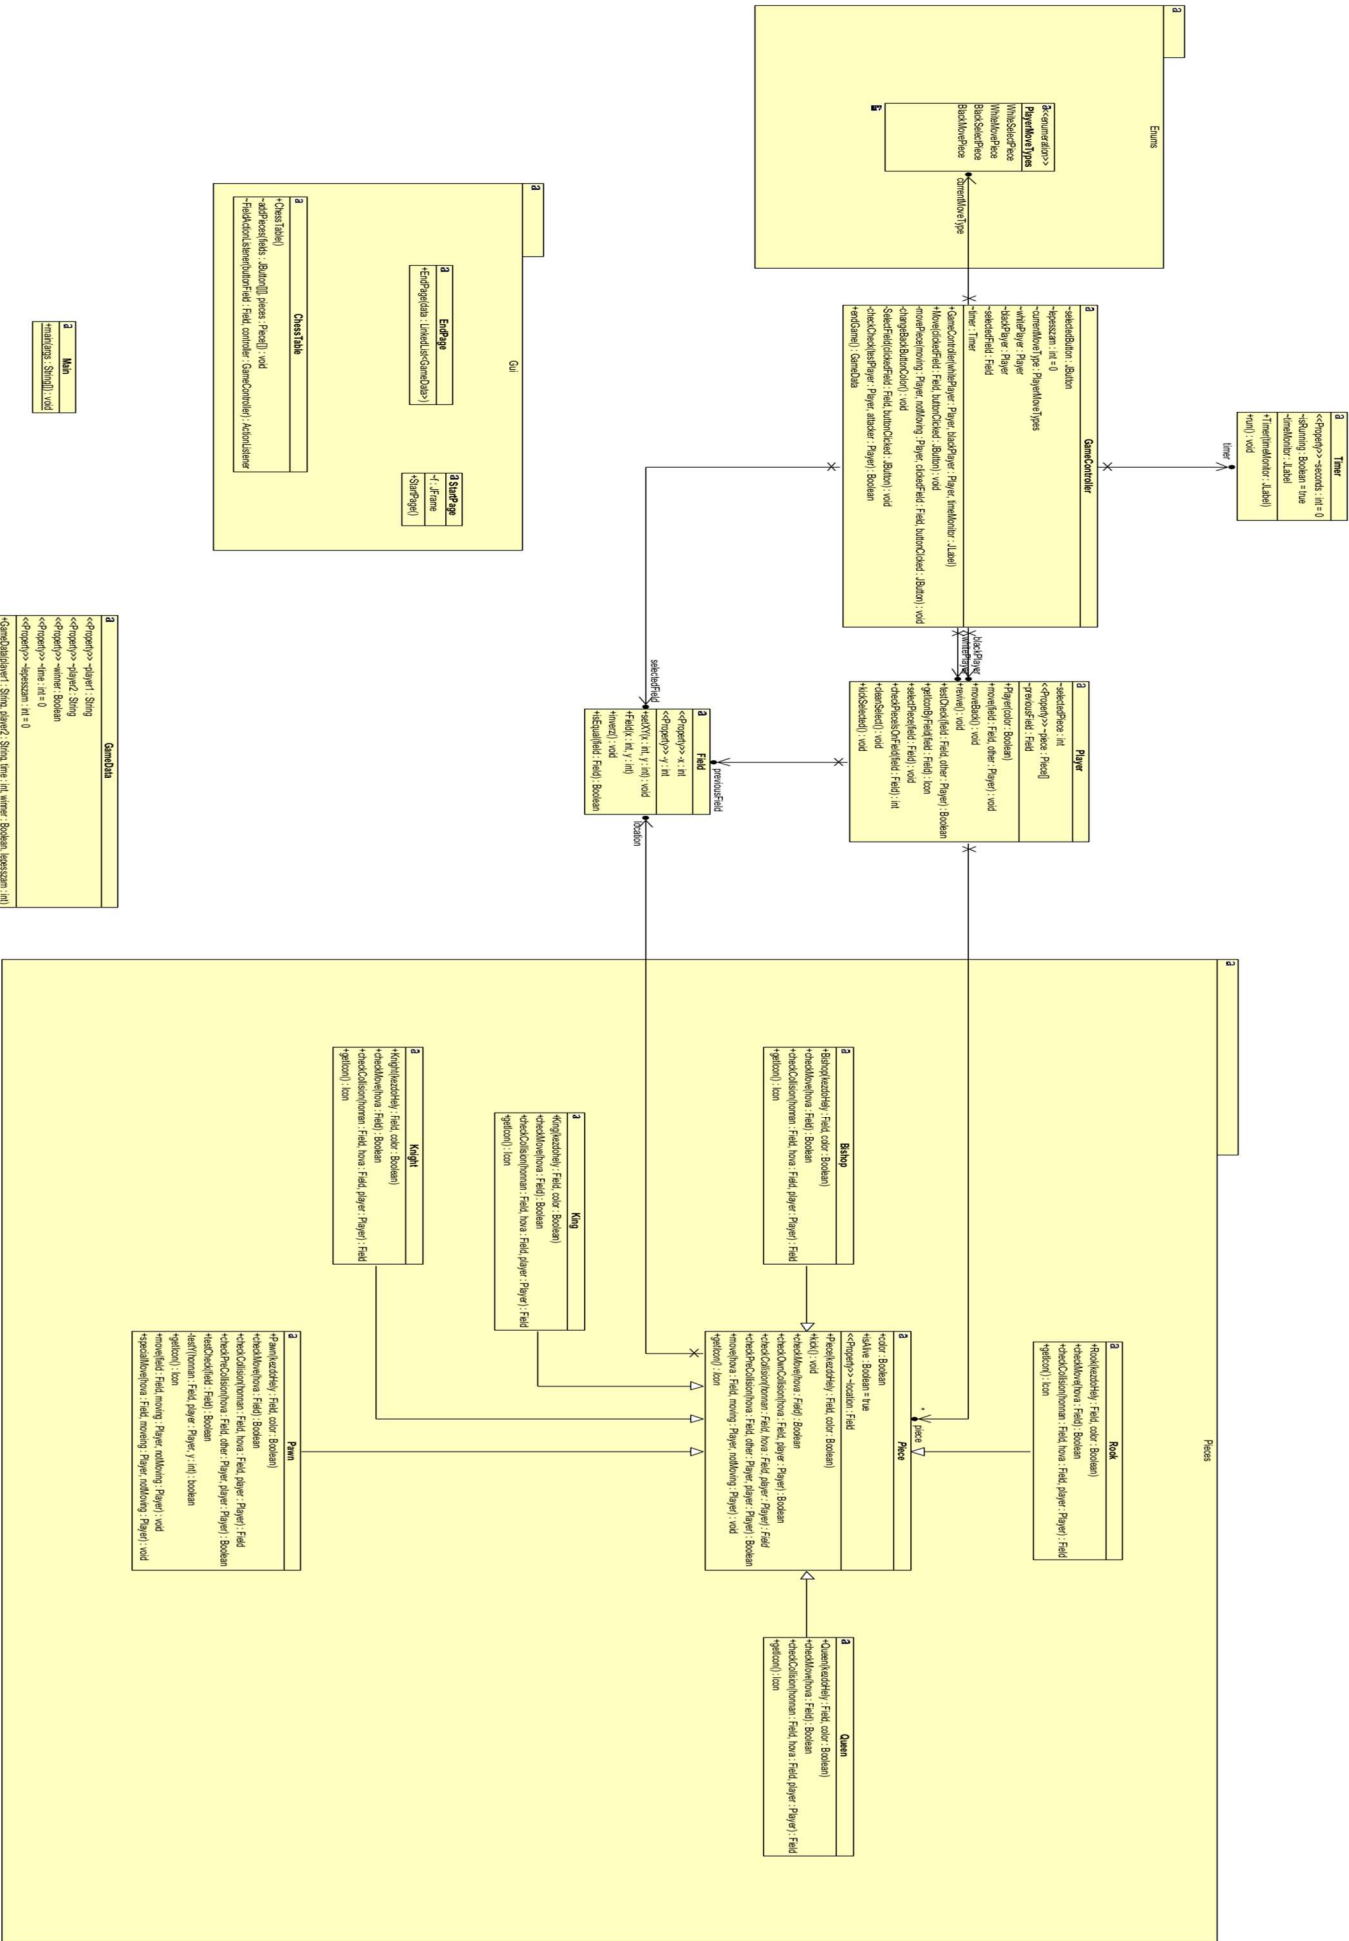 Enums
<<enumeration>>
PlayerMoveTypes
WhiteSelectPiece
WhiteMovePiece
BlackSelectPiece
BlackMovePiece
currentMoveType
Timer
<<Property>> ~seconds : int = 0
~isRunning : Boolean = true
~timeMonitor : JLabel
+Timer(timeMonitor : JLabel)
+run() : void
timer
GameController
~selectedButton : JButton
~lepesszam : int = 0
~currentMoveType : PlayerMoveTypes
~whitePlayer : Player
~blackPlayer : Player
~selectedField : Field
~timer : Timer
+GameController(whitePlayer : Player, blackPlayer : Player, timeMonitor : JLabel)
+Move(clickedField : Field, buttonClicked : JButton) : void
-movePiece(moving : Player, notMoving : Player, clickedField : Field, buttonClicked : JButton) : void
-changeBackButtonColor() : void
-SelectField(clickedField : Field, buttonClicked : JButton) : void
-checkCheck(testPlayer : Player, attacker : Player) : Boolean
+endGame() : GameData
blackPlayer
whitePlayer
Player
~selectedPiece : int
<<Property>> ~piece : Piece[]
~previousField : Field
+Player(color : Boolean)
+move(field : Field, other : Player) : void
+moveBack() : void
+revive() : void
+testCheck(field : Field, other : Player) : Boolean
+getIconByField(field : Field) : Icon
+selectPiece(field : Field) : void
+checkPieceIsOnField(field : Field) : int
+cleanSelect() : void
+kickSelected() : void
selectedField
previousField
Field
<<Property>> -x : int
<<Property>> -y : int
+setXY(x : int, y : int) : void
+Field(x : int, y : int)
+inverz() : void
+isEqual(field : Field) : Boolean
location
Gui
EndPage
+EndPage(data : LinkedList<GameData>)
StartPage
~f : JFrame
+StartPage()
ChessTable
+ChessTable()
~addPieces(fields : JButton[][], pieces : Piece[]) : void
~FieldActionListener(buttonField : Field, controller : GameController) : ActionListener
Main
+main(args : String[]) : void
GameData
<<Property>> ~player1 : String
<<Property>> ~player2 : String
<<Property>> ~winner : Boolean
<<Property>> ~time : int = 0
<<Property>> ~lepesszam : int = 0
+GameData(player1 : String, player2 : String, time : int, winner : Boolean, lepesszam : int)
Pieces
Rook
+Rook(kezdoHely : Field, color : Boolean)
+checkMove(hova : Field) : Boolean
+checkCollision(honnan : Field, hova : Field, player : Player) : Field
+getIcon() : Icon
Bishop
+Bishop(kezdoHely : Field, color : Boolean)
+checkMove(hova : Field) : Boolean
+checkCollision(honnan : Field, hova : Field, player : Player) : Field
+getIcon() : Icon
*
piece
Piece
+color : Boolean
+isAlive : Boolean = true
<<Property>> ~location : Field
+Piece(kezdoHely : Field, color : Boolean)
+kick() : void
+checkMove(hova : Field) : Boolean
+checkOwnCollision(hova : Field, player : Player) : Boolean
+checkCollision(honnan : Field, hova : Field, player : Player) : Field
+checkPreCollision(hova : Field, other : Player, player : Player) : Boolean
+move(hova : Field, moving : Player, notMoving : Player) : void
+getIcon() : Icon
Queen
+Queen(kezdoHely : Field, color : Boolean)
+checkMove(hova : Field) : Boolean
+checkCollision(honnan : Field, hova : Field, player : Player) : Field
+getIcon() : Icon
King
+King(kezdohely : Field, color : Boolean)
+checkMove(hova : Field) : Boolean
+checkCollision(honnan : Field, hova : Field, player : Player) : Field
+getIcon() : Icon
Knight
+Knight(kezdoHely : Field, color : Boolean)
+checkMove(hova : Field) : Boolean
+checkCollision(honnan : Field, hova : Field, player : Player) : Field
+getIcon() : Icon
Pawn
+Pawn(kezdoHely : Field, color : Boolean)
+checkMove(hova : Field) : Boolean
+checkCollision(honnan : Field, hova : Field, player : Player) : Field
+checkPreCollision(hova : Field, other : Player, player : Player) : Boolean
+testCheck(field : Field) : Boolean
-testY(honnan : Field, player : Player, y : int) : boolean
+getIcon() : Icon
+move(field : Field, moving : Player, notMoving : Player) : void
+specialMove(hova : Field, moveing : Player, notMoving : Player) : void